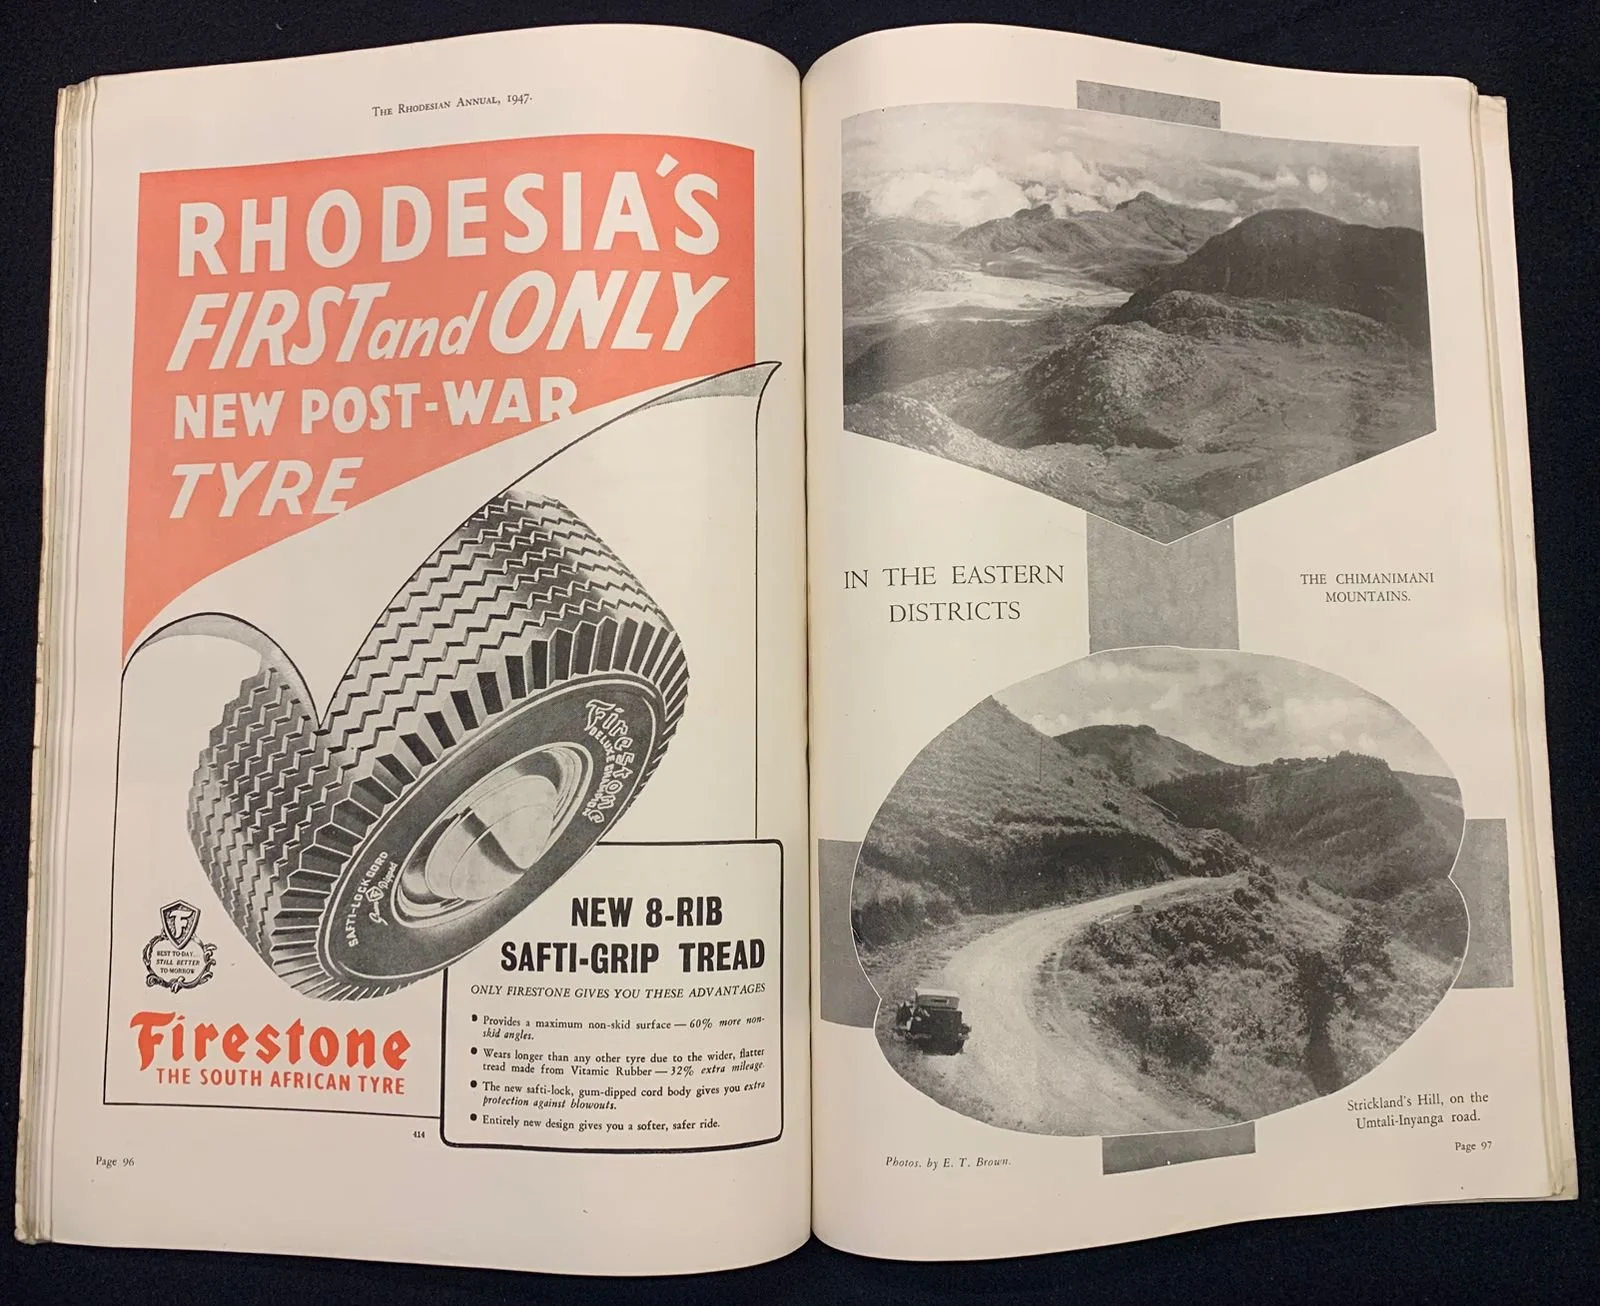 The Rhodesian Annual, 1947.
RHODESIA'S
FIRST and ONLY
NEW POST-WAR
TYRE
Firestone
DELUXE CHAMPION
SAFTI-LOCK CORD
Gum Dipped
F
BEST TO-DAY...
STILL BETTER
TO-MORROW
Firestone
THE SOUTH AFRICAN TYRE
NEW 8-RIB
SAFTI-GRIP TREAD
ONLY FIRESTONE GIVES YOU THESE ADVANTAGES
● Provides a maximum non-skid surface — 60% more non-
skid angles.
● Wears longer than any other tyre due to the wider, flatter
tread made from Vitamic Rubber — 32% extra mileage.
● The new safti-lock, gum-dipped cord body gives you extra
protection against blowouts.
● Entirely new design gives you a softer, safer ride.
414
Page 96
IN THE EASTERN
DISTRICTS
THE CHIMANIMANI
MOUNTAINS.
Strickland's Hill, on the
Umtali-Inyanga road.
Photos. by E. T. Brown.
Page 97